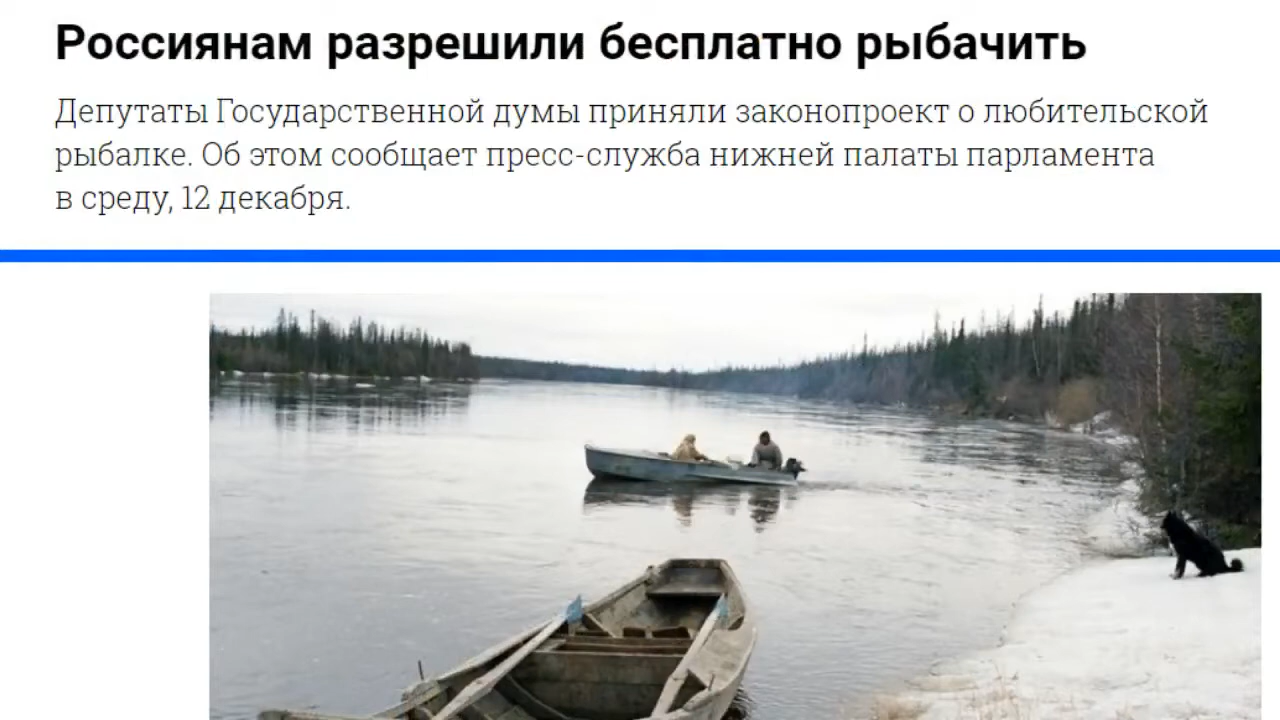 Россиянам разрешили бесплатно рыбачить
Депутаты Государственной думы приняли законопроект о любительской
рыбалке. Об этом сообщает пресс-служба нижней палаты парламента
в среду, 12 декабря.